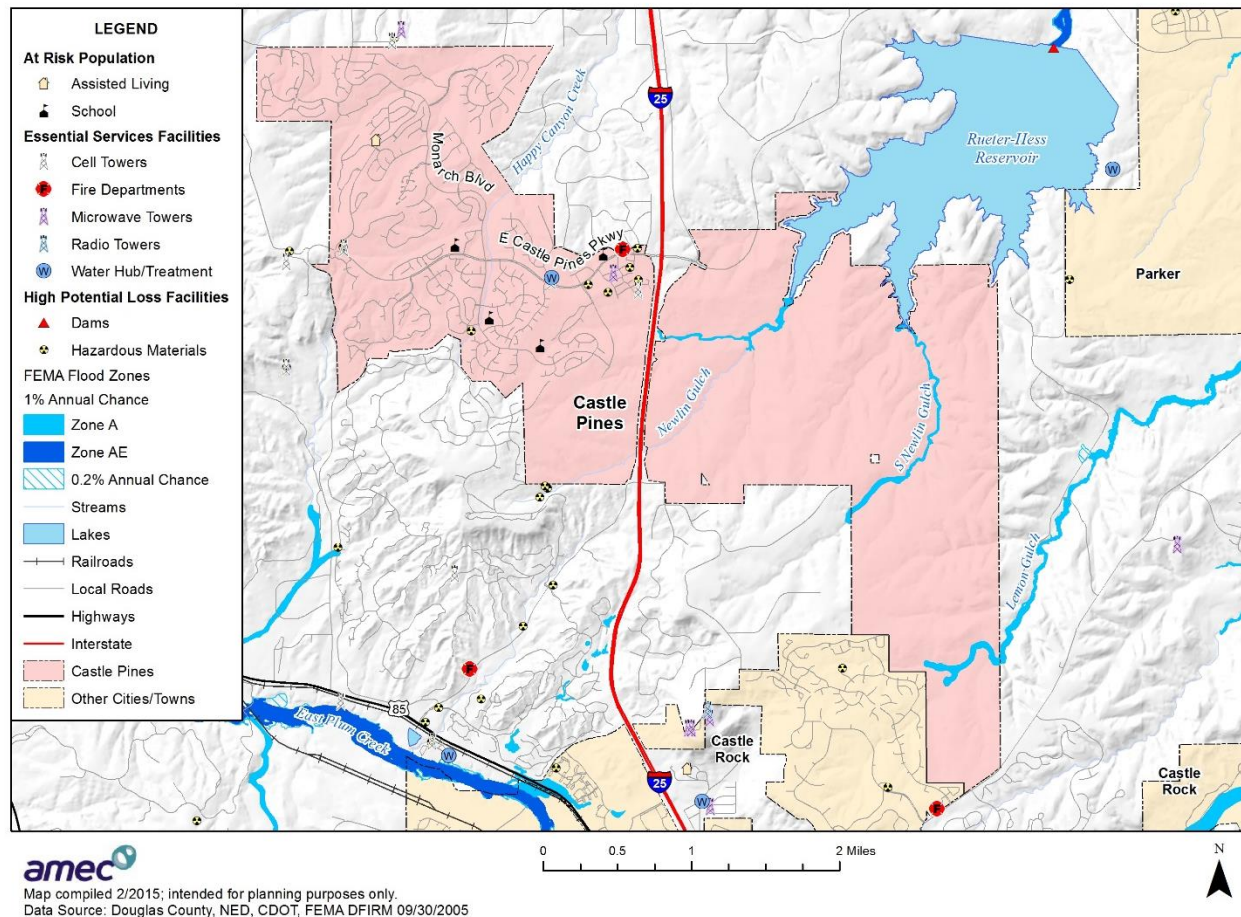 LEGEND
At Risk Population
Assisted Living
School
Essential Services Facilities
Cell Towers
F
Fire Departments
Microwave Towers
Radio Towers
W
Water Hub/Treatment
High Potential Loss Facilities
Dams
Hazardous Materials
FEMA Flood Zones
1% Annual Chance
Zone A
Zone AE
0.2% Annual Chance
Streams
Lakes
Railroads
Local Roads
Highways
Interstate
Castle Pines
Other Cities/Towns
25
Happy Canyon Creek
Monarch Blvd
Rueter-Hess
Reservoir
W
E Castle Pines Pkwy
F
W
Parker
Castle
Pines
Newlin Gulch
S Newlin Gulch
Lemon Gulch
F
85
East Plum Creek
W
Castle
Rock
25
W
F
Castle
Rock
amec
0 0.5 1 2 Miles
N
Map compiled 2/2015; intended for planning purposes only.
Data Source: Douglas County, NED, CDOT, FEMA DFIRM 09/30/2005